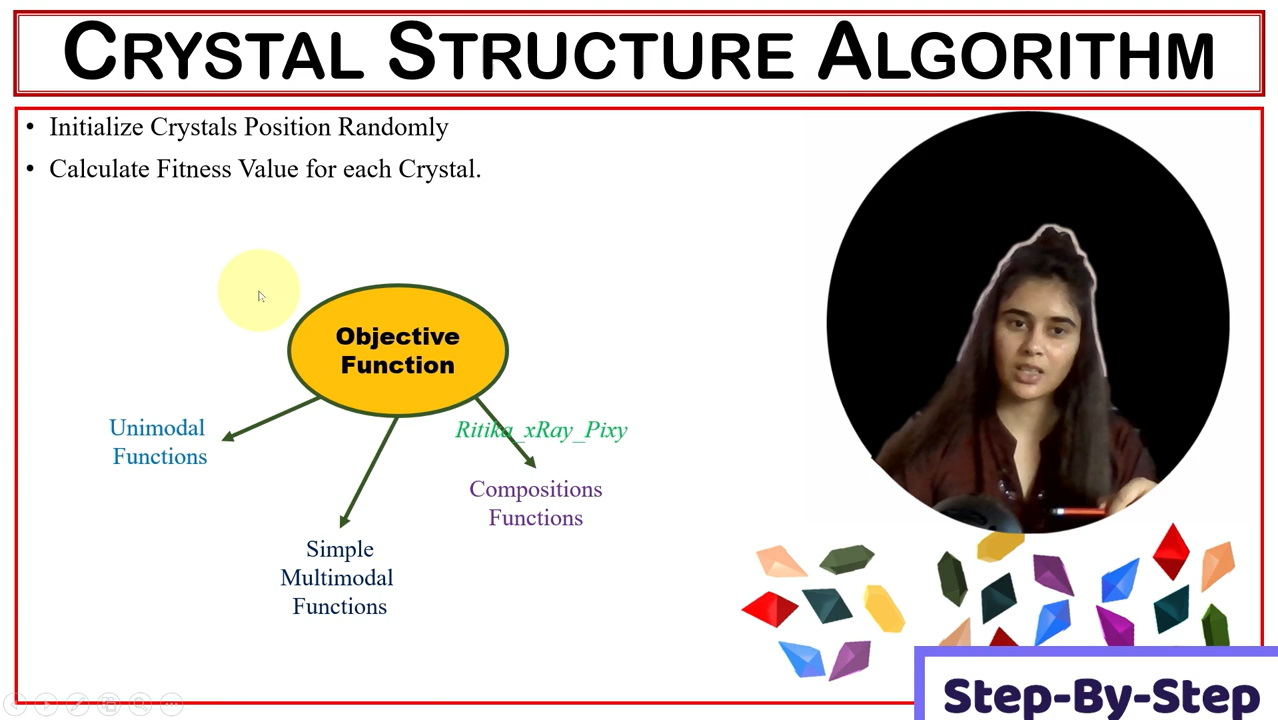 CRYSTAL STRUCTURE ALGORITHM
• Initialize Crystals Position Randomly
• Calculate Fitness Value for each Crystal.
Objective
Function
Unimodal
Functions
Ritika_xRay_Pixy
Compositions
Functions
Simple
Multimodal
Functions
Step-By-Step